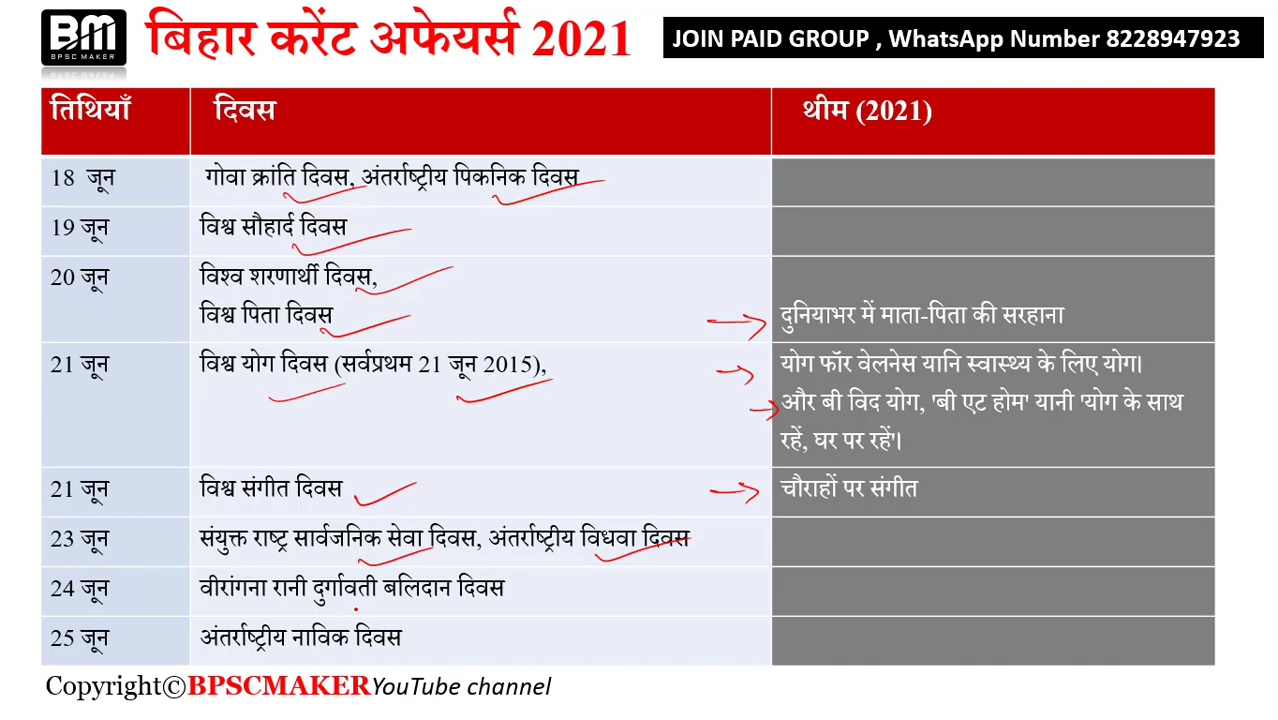 BM
BPSC MAKER
बिहार करेंट अफेयर्स 2021
JOIN PAID GROUP , WhatsApp Number 8228947923
तिथियाँ दिवस थीम (2021)
18 जून गोवा क्रांति दिवस, अंतर्राष्ट्रीय पिकनिक दिवस
19 जून विश्व सौहार्द दिवस
20 जून विश्व शरणार्थी दिवस,
विश्व पिता दिवस दुनियाभर में माता-पिता की सरहाना
21 जून विश्व योग दिवस (सर्वप्रथम 21 जून 2015), योग फॉर वेलनेस यानि स्वास्थ्य के लिए योग।
और बी विद योग, 'बी एट होम' यानी 'योग के साथ
रहें, घर पर रहें'।
21 जून विश्व संगीत दिवस चौराहों पर संगीत
23 जून संयुक्त राष्ट्र सार्वजनिक सेवा दिवस, अंतर्राष्ट्रीय विधवा दिवस
24 जून वीरांगना रानी दुर्गावती बलिदान दिवस
25 जून अंतर्राष्ट्रीय नाविक दिवस
Copyright©BPSCMAKERYouTube channel